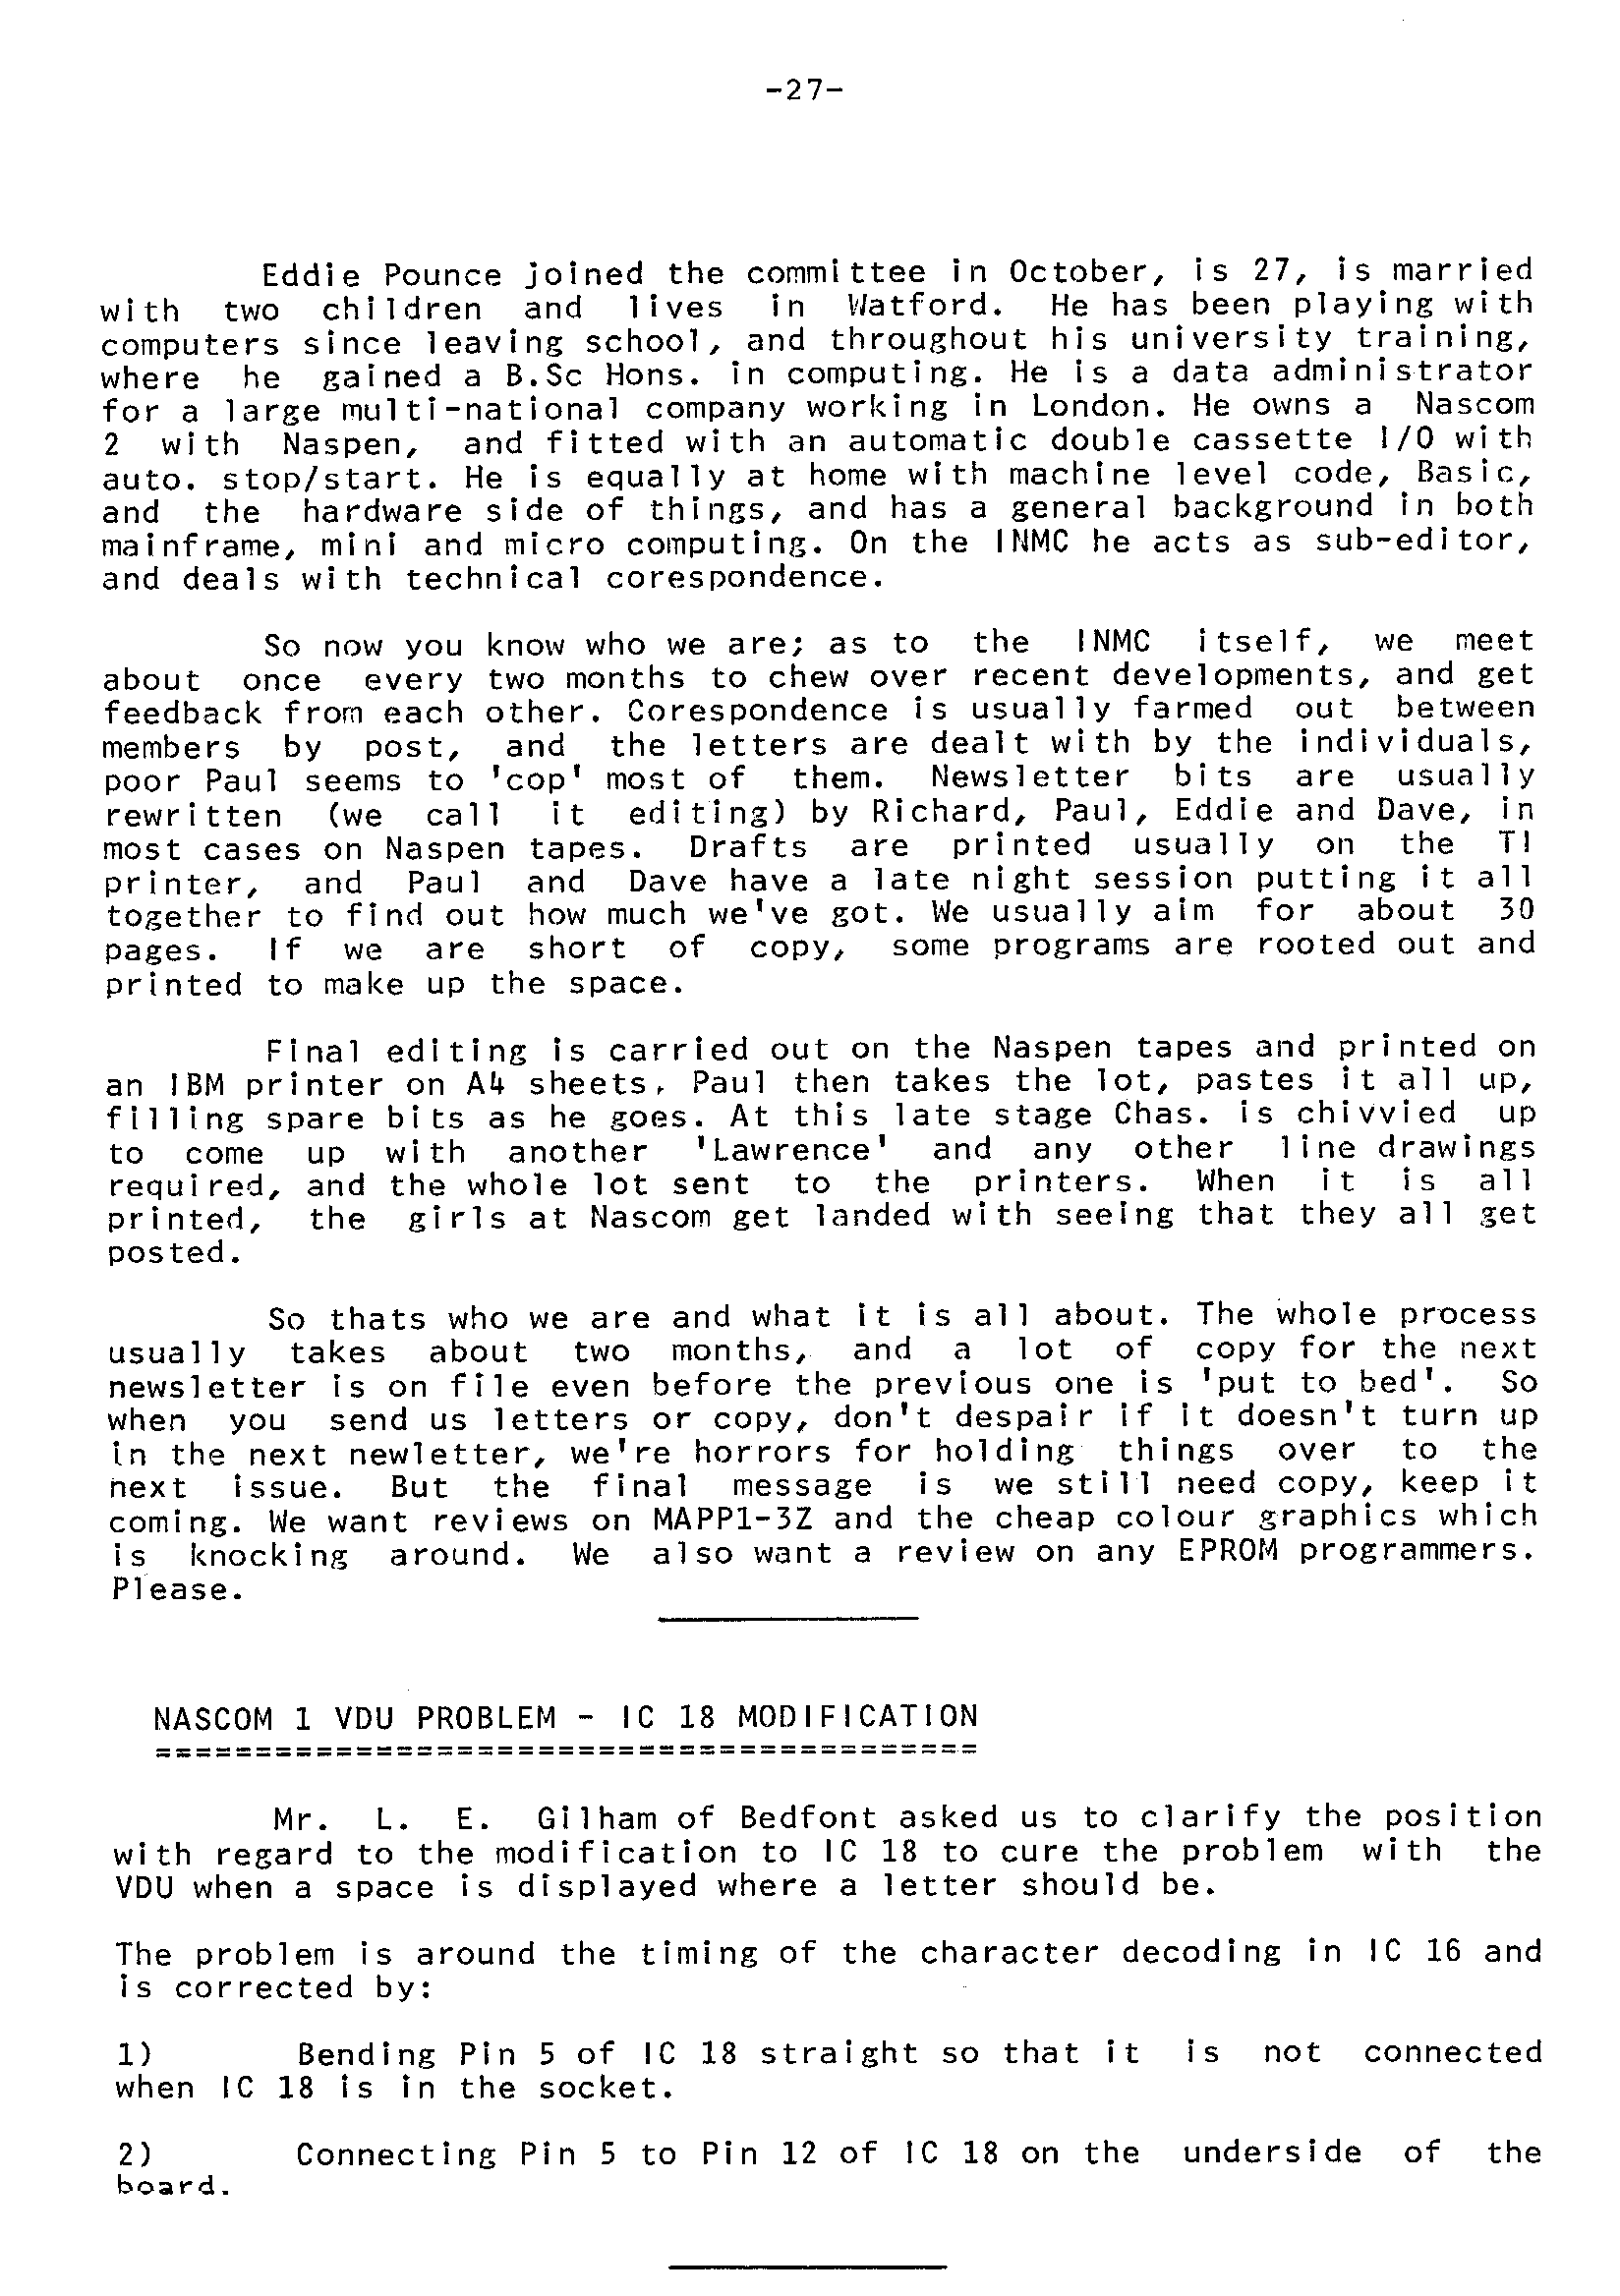 -27-
Eddie Pounce joined the committee in October, is 27, is married
with two children and lives in Watford. He has been playing with
computers since leaving school, and throughout his university training,
where he gained a B.Sc Hons. in computing. He is a data administrator
for a large multi-national company working in London. He owns a Nascom
2 with Naspen, and fitted with an automatic double cassette I/O with
auto. stop/start. He is equally at home with machine level code, Basic,
and the hardware side of things, and has a general background in both
mainframe, mini and micro computing. On the INMC he acts as sub-editor,
and deals with technical corespondence.
So now you know who we are; as to the INMC itself, we meet
about once every two months to chew over recent developments, and get
feedback from each other. Corespondence is usually farmed out between
members by post, and the letters are dealt with by the individuals,
poor Paul seems to 'cop' most of them. Newsletter bits are usually
rewritten (we call it editing) by Richard, Paul, Eddie and Dave, in
most cases on Naspen tapes. Drafts are printed usually on the TI
printer, and Paul and Dave have a late night session putting it all
together to find out how much we've got. We usually aim for about 30
pages. If we are short of copy, some programs are rooted out and
printed to make up the space.
Final editing is carried out on the Naspen tapes and printed on
an IBM printer on A4 sheets, Paul then takes the lot, pastes it all up,
filling spare bits as he goes. At this late stage Chas. is chivvied up
to come up with another 'Lawrence' and any other line drawings
required, and the whole lot sent to the printers. When it is all
printed, the girls at Nascom get landed with seeing that they all get
posted.
So thats who we are and what it is all about. The whole process
usually takes about two months, and a lot of copy for the next
newsletter is on file even before the previous one is 'put to bed'. So
when you send us letters or copy, don't despair if it doesn't turn up
in the next newletter, we're horrors for holding things over to the
next issue. But the final message is we still need copy, keep it
coming. We want reviews on MAPP1-3Z and the cheap colour graphics which
is knocking around. We also want a review on any EPROM programmers.
Please.
NASCOM 1 VDU PROBLEM - IC 18 MODIFICATION
=========================================
Mr. L. E. Gilham of Bedfont asked us to clarify the position
with regard to the modification to IC 18 to cure the problem with the
VDU when a space is displayed where a letter should be.
The problem is around the timing of the character decoding in IC 16 and
is corrected by:
1) Bending Pin 5 of IC 18 straight so that it is not connected
when IC 18 is in the socket.
2) Connecting Pin 5 to Pin 12 of IC 18 on the underside of the
board.